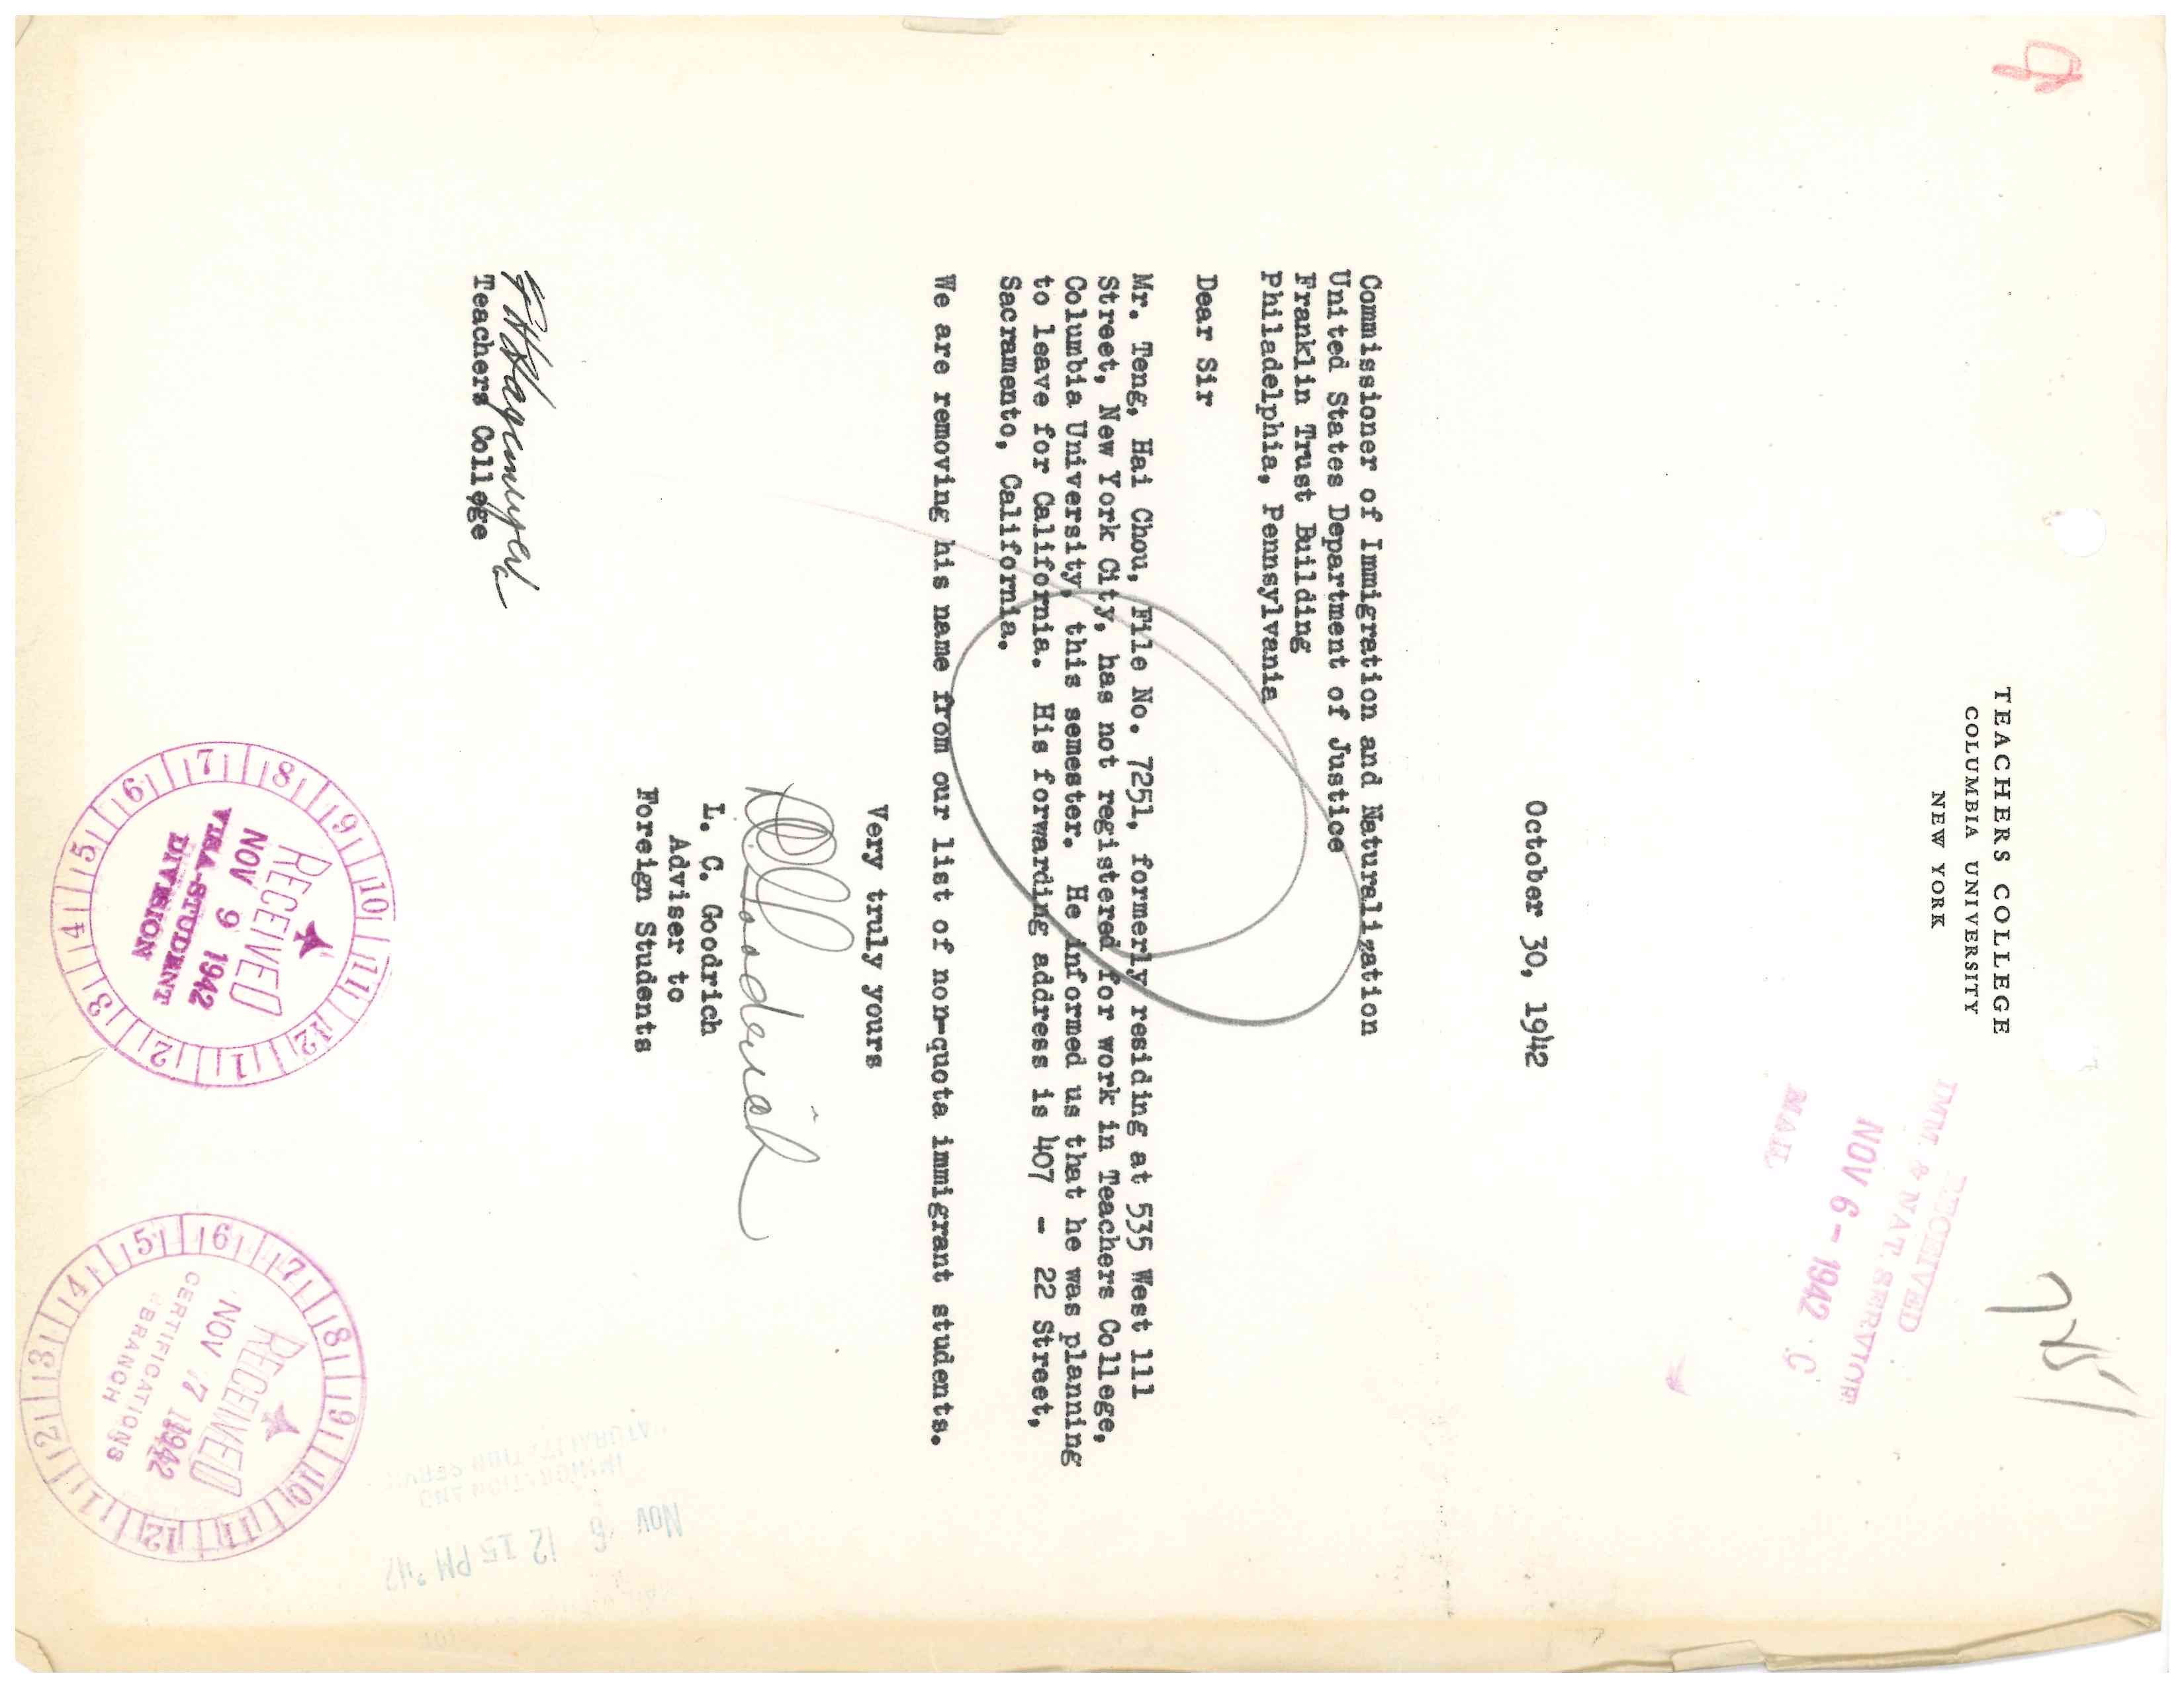 7251
TEACHERS COLLEGE
COLUMBIA UNIVERSITY
NEW YORK
RECEIVED
IMM. & NAT. SERVICE
NOV 6 - 1942 C
MAIL
October 30, 1942
Commissioner of Immigration and Naturalization
United States Department of Justice
Franklin Trust Building
Philadelphia, Pennsylvania
Dear Sir
Mr. Teng, Hai Chou, File No. 7251, formerly residing at 535 West 111
Street, New York City, has not registered for work in Teachers College,
Columbia University, this semester. He informed us that he was planning
to leave for California. His forwarding address is 407 - 22 Street,
Sacramento, California.
We are removing his name from our list of non-quota immigrant students.
Very truly yours
L. C. Goodrich
L. C. Goodrich
Adviser to
Foreign Students
Hagemeyer
Teachers College
NOV 6 12 15 PM '42
IMMIGRATION AND
NATURALIZATION SERV
10 11 12 1 2 3 4 5 6 7 8 9
RECEIVED
NOV 9 1942
VISA-STUDENT
DIVISION
8 9 10 11 12 1 2 3 4 5 6 7
RECEIVED
NOV 7 1942
CERTIFICATIONS
BRANCH